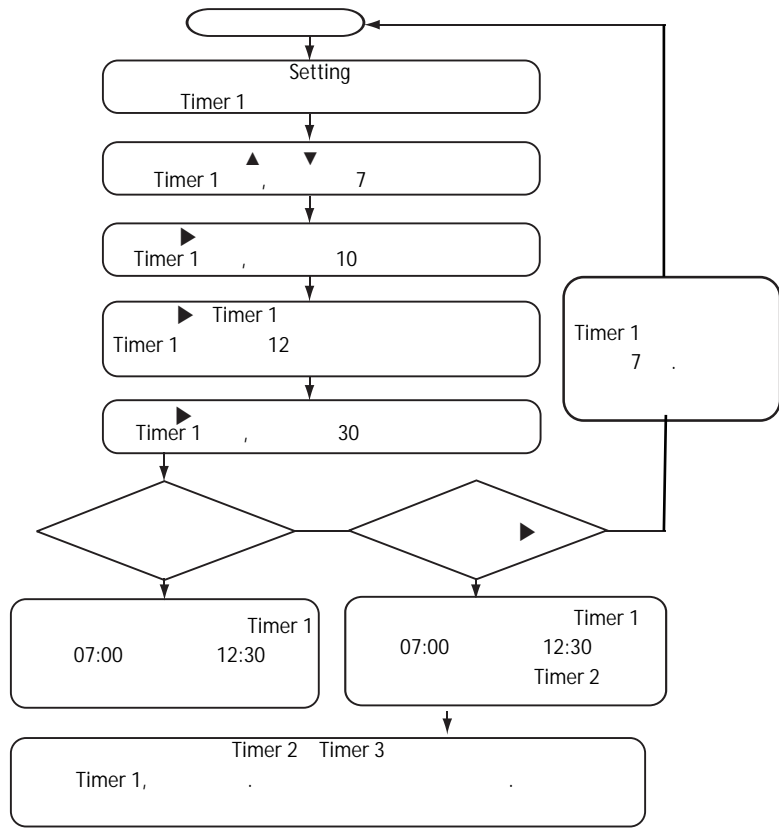 Setting
Timer 1
▲ ▼
Timer 1 , 7
▶
Timer 1 , 10
▶ Timer 1
Timer 1 12
▶
Timer 1 , 30
Timer 1
7 .
▶
Timer 1
07:00 12:30
Timer 1
07:00 12:30
Timer 2
Timer 2 Timer 3
Timer 1, . .